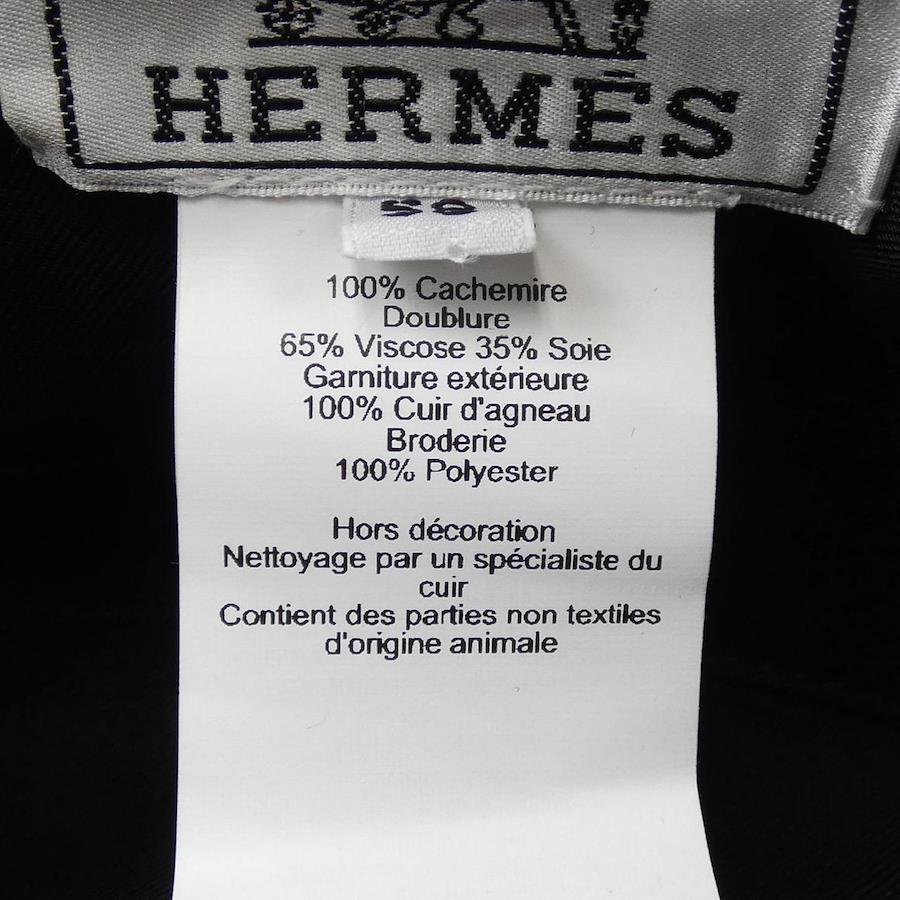 HERMÈS
100% Cachemire
Doublure
65% Viscose 35% Soie
Garniture extérieure
100% Cuir d'agneau
Broderie
100% Polyester
Hors décoration
Nettoyage par un spécialiste du
cuir
Contient des parties non textiles
d'origine animale